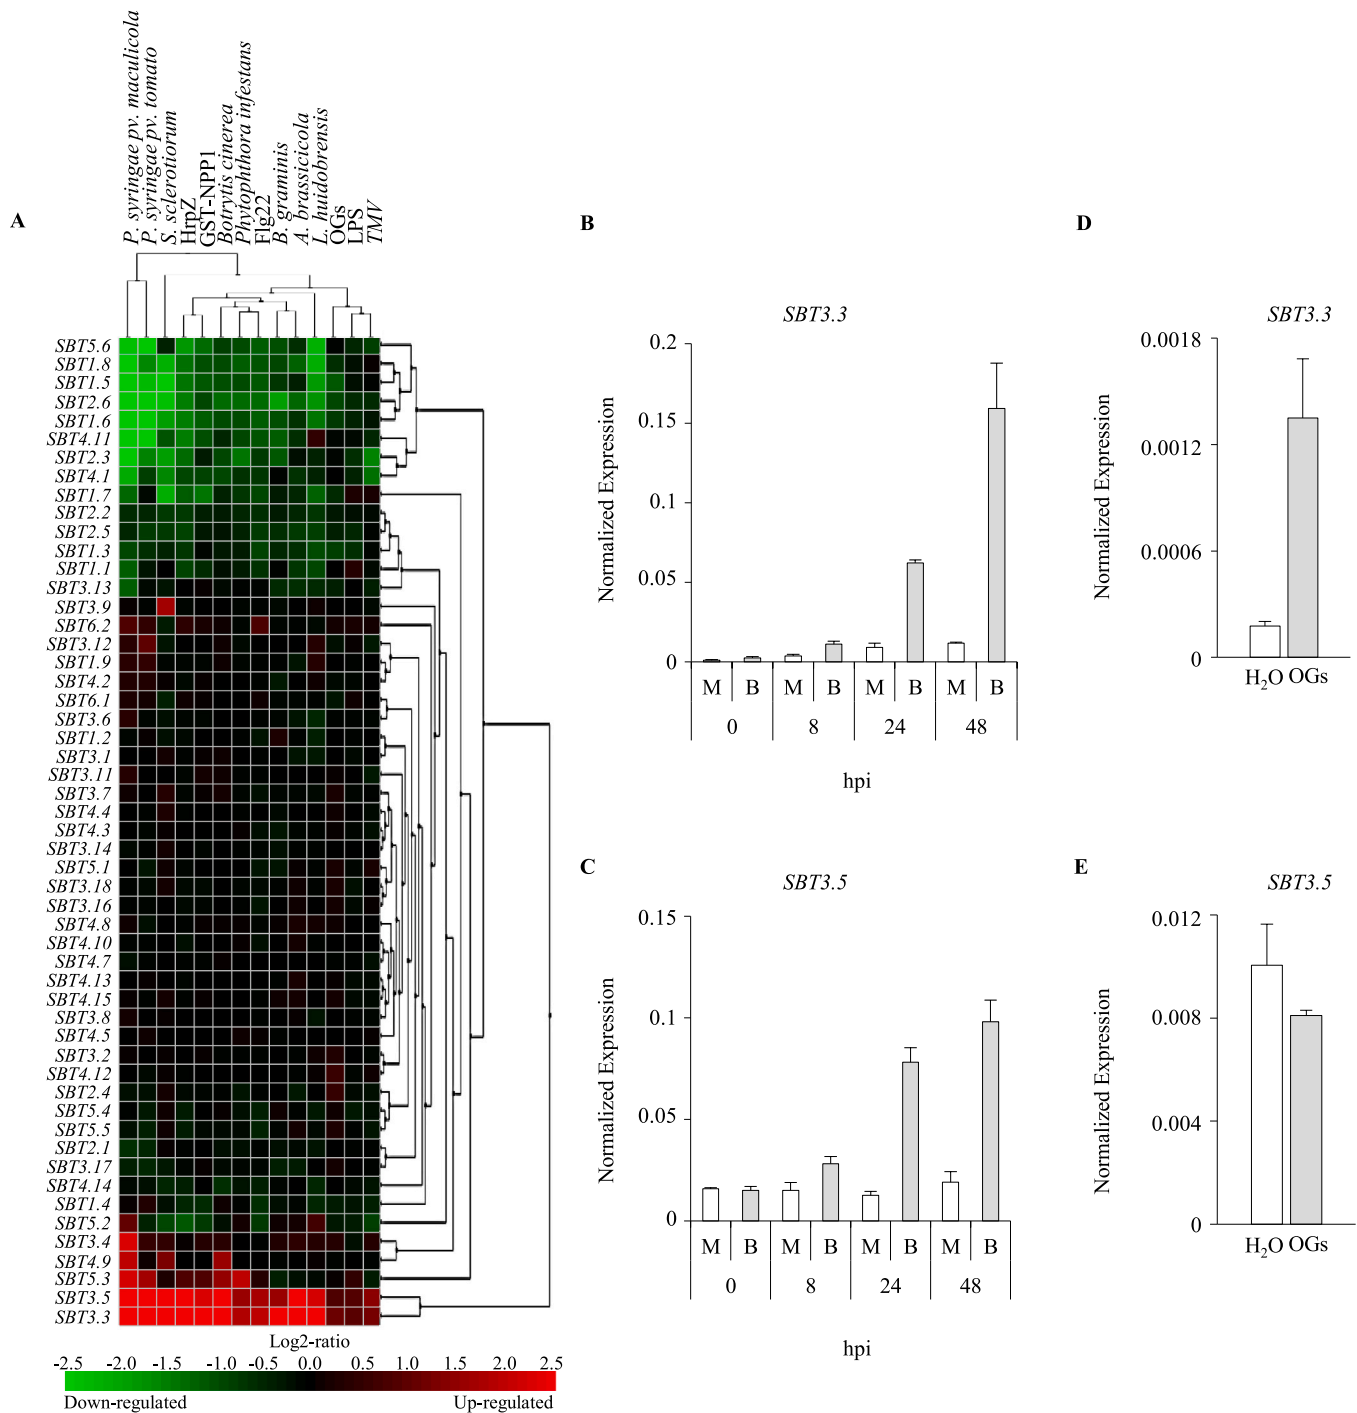 A
P. syringae pv. maculicola
P. syringae pv. tomato
S. sclerotiorum
HrpZ
GST-NPP1
Botrytis cinerea
Phytophthora infestans
Flg22
B. graminis
A. brassicicola
L. huidobrensis
OGs
LPS
TMV
SBT5.6
SBT1.8
SBT1.5
SBT2.6
SBT1.6
SBT4.11
SBT2.3
SBT4.1
SBT1.7
SBT2.2
SBT2.5
SBT1.3
SBT1.1
SBT3.13
SBT3.9
SBT6.2
SBT3.12
SBT1.9
SBT4.2
SBT6.1
SBT3.6
SBT1.2
SBT3.1
SBT3.11
SBT3.7
SBT4.4
SBT4.3
SBT3.14
SBT5.1
SBT3.18
SBT3.16
SBT4.8
SBT4.10
SBT4.7
SBT4.13
SBT4.15
SBT3.8
SBT4.5
SBT3.2
SBT4.12
SBT2.4
SBT5.4
SBT5.5
SBT2.1
SBT3.17
SBT4.14
SBT1.4
SBT5.2
SBT3.4
SBT4.9
SBT5.3
SBT3.5
SBT3.3
Log2-ratio
-2.5 -2.0 -1.5 -1.0 -0.5 0.0 0.5 1.0 1.5 2.0 2.5
Down-regulated Up-regulated
B
SBT3.3
Normalized Expression
0.2
0.15
0.1
0.05
0
M B M B M B M B
0 8 24 48
hpi
C
SBT3.5
Normalized Expression
0.15
0.1
0.05
0
M B M B M B M B
0 8 24 48
hpi
D
SBT3.3
Normalized Expression
0.0018
0.0012
0.0006
0
H₂O OGs
E
SBT3.5
Normalized Expression
0.012
0.008
0.004
0
H₂O OGs